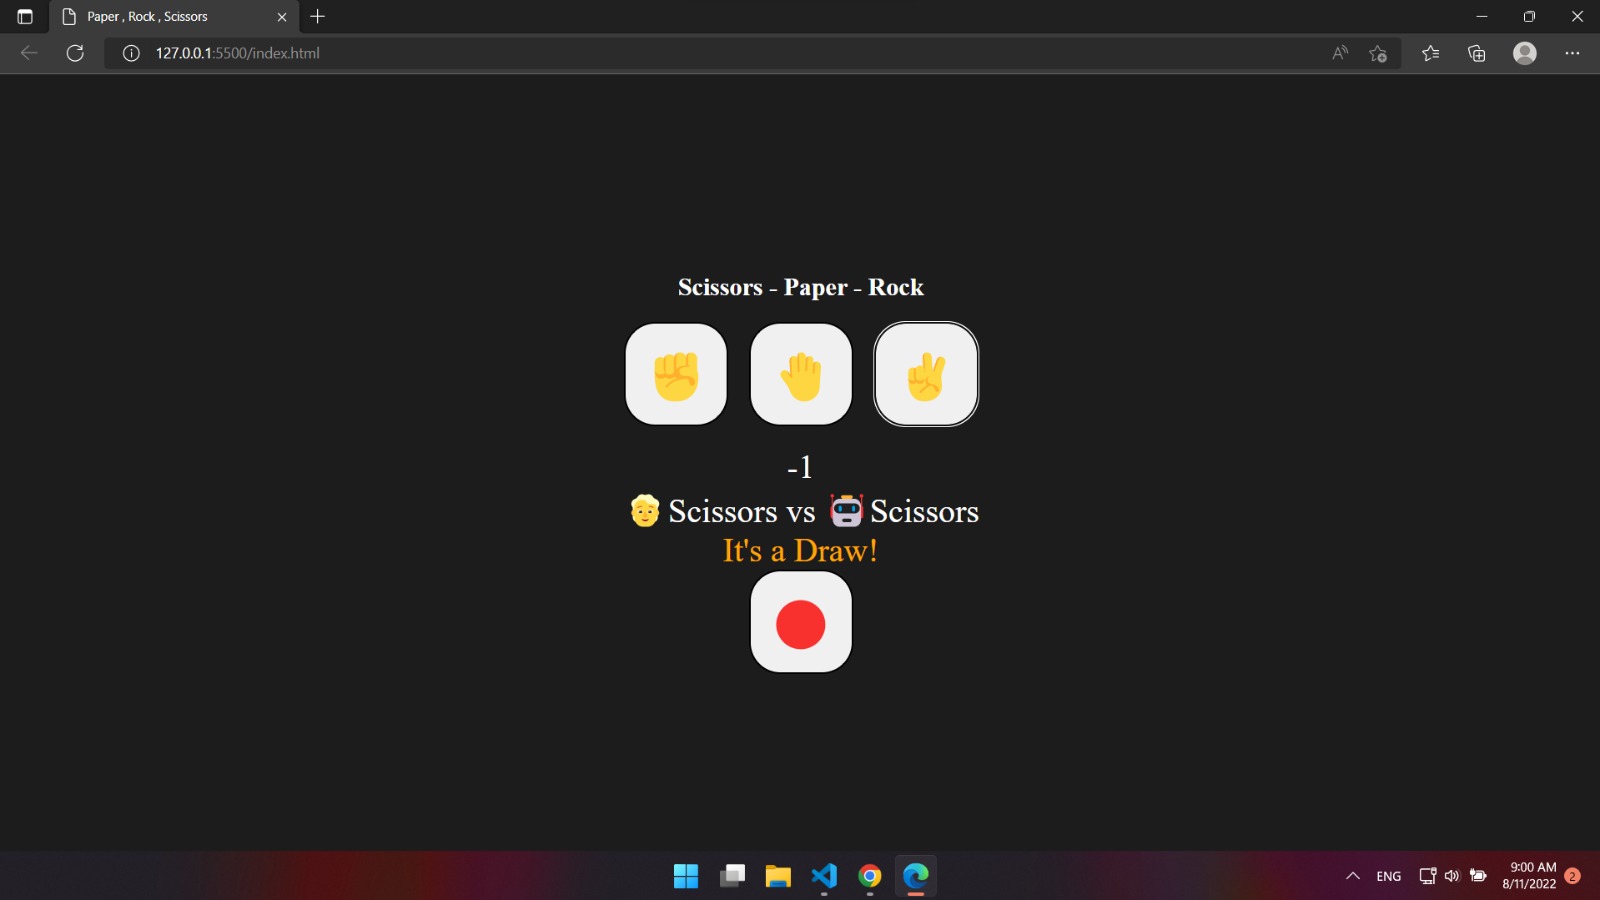 Paper , Rock , Scissors
127.0.0.1:5500/index.html
Scissors - Paper - Rock
-1
Scissors vs Scissors
It's a Draw!
ENG
9:00 AM
8/11/2022
2